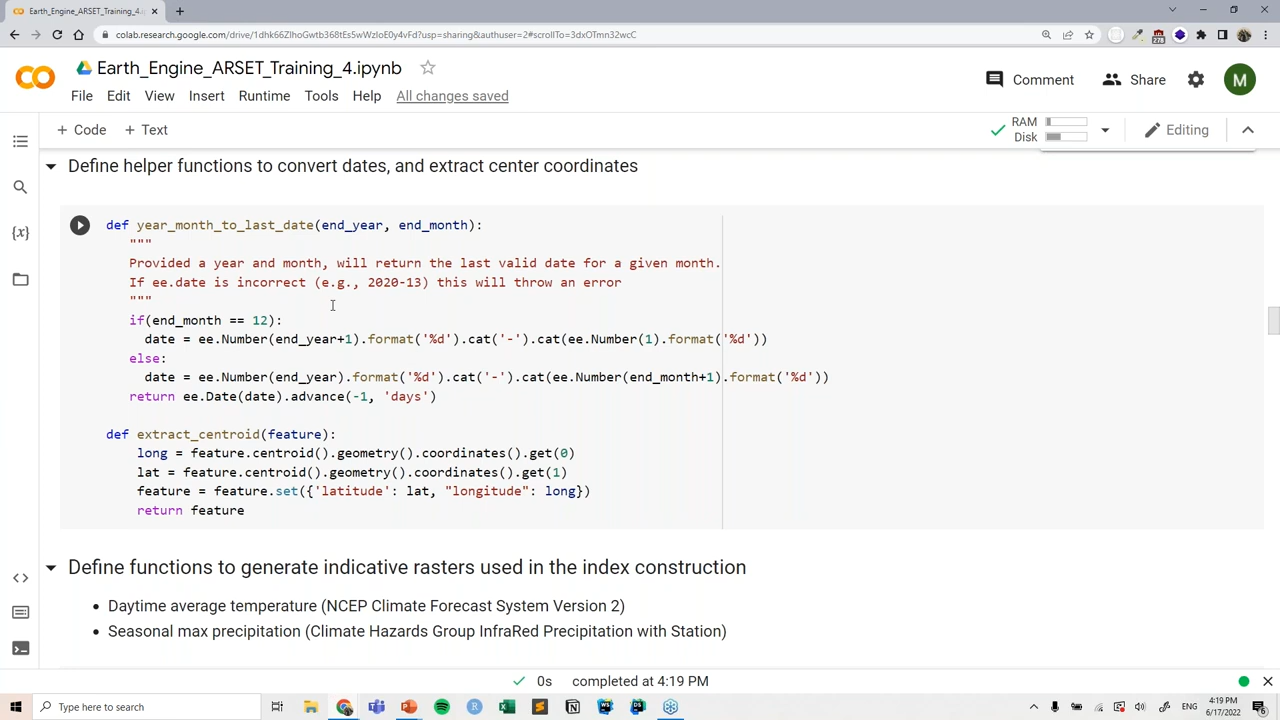 Earth_Engine_ARSET_Training_4.ip
colab.research.google.com/drive/1dhk66ZlhoGwtb368tEs5wWzIoE0y4vFd?usp=sharing&authuser=2#scrollTo=3dxOTmn32wcC
278
Earth_Engine_ARSET_Training_4.ipynb
Comment
Share
M
File Edit View Insert Runtime Tools Help All changes saved
+ Code + Text
RAM
Disk
Editing
Define helper functions to convert dates, and extract center coordinates
def year_month_to_last_date(end_year, end_month):
"""
Provided a year and month, will return the last valid date for a given month.
If ee.date is incorrect (e.g., 2020-13) this will throw an error
"""
if(end_month == 12):
date = ee.Number(end_year+1).format('%d').cat('-').cat(ee.Number(1).format('%d'))
else:
date = ee.Number(end_year).format('%d').cat('-').cat(ee.Number(end_month+1).format('%d'))
return ee.Date(date).advance(-1, 'days')
def extract_centroid(feature):
long = feature.centroid().geometry().coordinates().get(0)
lat = feature.centroid().geometry().coordinates().get(1)
feature = feature.set({'latitude': lat, "longitude": long})
return feature
{x}
Define functions to generate indicative rasters used in the index construction
• Daytime average temperature (NCEP Climate Forecast System Version 2)
• Seasonal max precipitation (Climate Hazards Group InfraRed Precipitation with Station)
0s completed at 4:19 PM
Type here to search
ENG
4:19 PM
6/17/2022